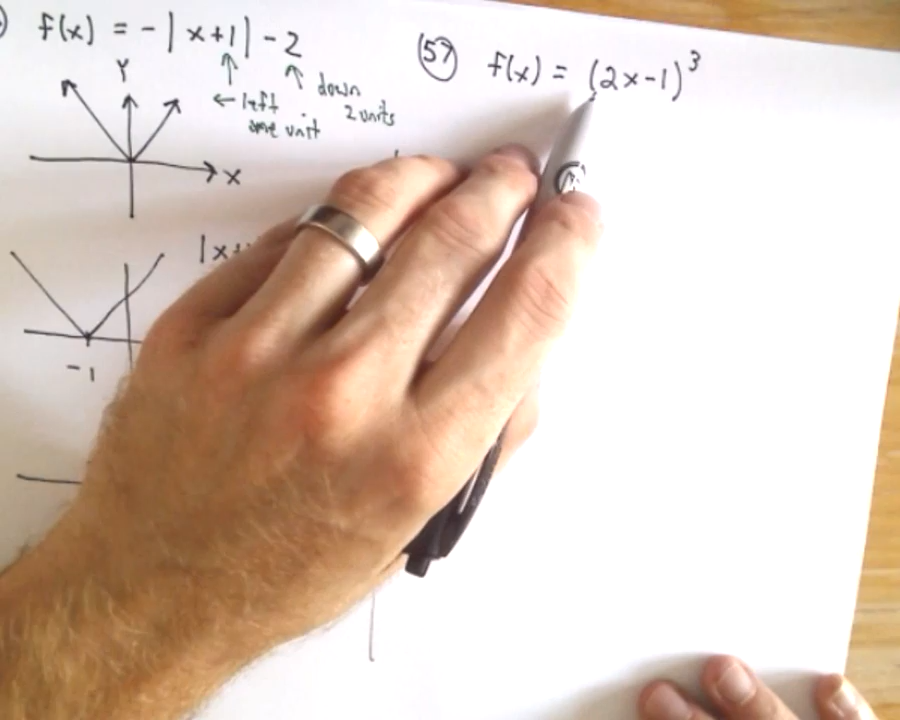 f(x) = -|x+1| - 2
↑ ↑
← left one unit
down 2 units
Y
X
|x+
-1
57 f(x) = (2x-1)³